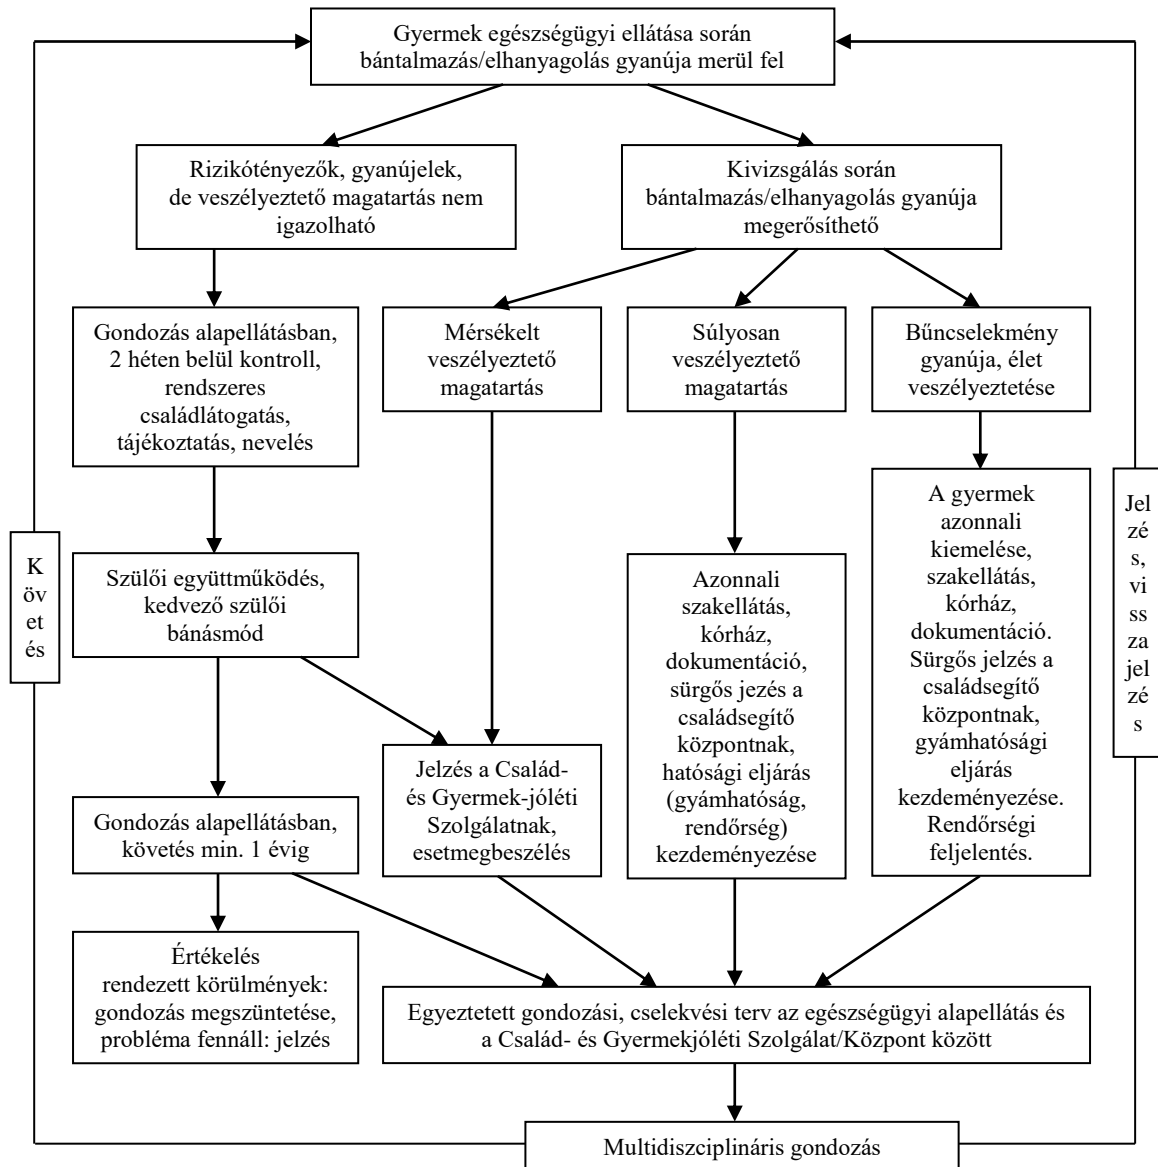 Gyermek egészségügyi ellátása során
bántalmazás/elhanyagolás gyanúja merül fel
Rizikótényezők, gyanújelek,
de veszélyeztető magatartás nem
igazolható
Kivizsgálás során
bántalmazás/elhanyagolás gyanúja
megerősíthető
Gondozás alapellátásban,
2 héten belül kontroll,
rendszeres
családlátogatás,
tájékoztatás, nevelés
Mérsékelt
veszélyeztető
magatartás
Súlyosan
veszélyeztető
magatartás
Bűncselekmény
gyanúja, élet
veszélyeztetése
K
öv
et
és
Szülői együttműködés,
kedvező szülői
bánásmód
Azonnali
szakellátás,
kórház,
dokumentáció,
sürgős jezés a
családsegítő
központnak,
hatósági eljárás
(gyámhatóság,
rendőrség)
kezdeményezése
A gyermek
azonnali
kiemelése,
szakellátás,
kórház,
dokumentáció.
Sürgős jelzés a
családsegítő
központnak,
gyámhatósági
eljárás
kezdeményezése.
Rendőrségi
feljelentés.
Jel
zé
s,
vi
ss
za
jel
zé
s
Jelzés a Család-
és Gyermek-jóléti
Szolgálatnak,
esetmegbeszélés
Gondozás alapellátásban,
követés min. 1 évig
Értékelés
rendezett körülmények:
gondozás megszüntetése,
probléma fennáll: jelzés
Egyeztetett gondozási, cselekvési terv az egészségügyi alapellátás és
a Család- és Gyermekjóléti Szolgálat/Központ között
Multidiszciplináris gondozás